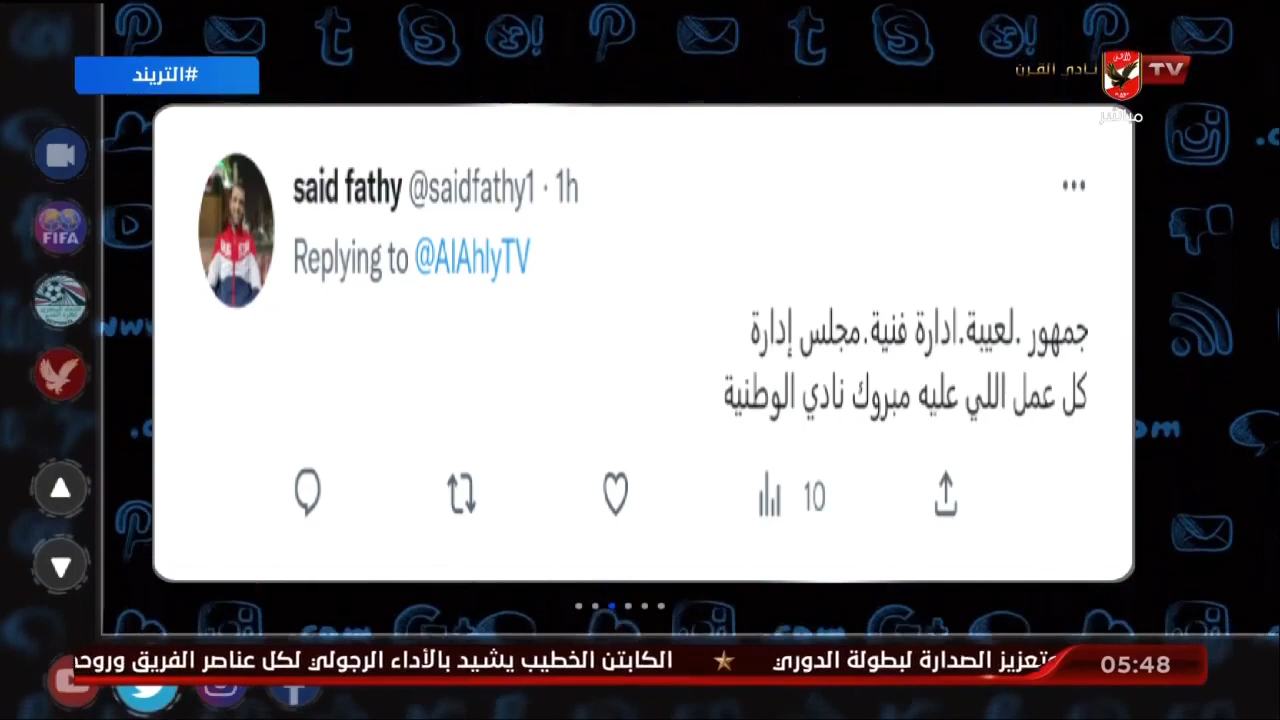 #التريند
نادي القرن
TV
مباشر
said fathy @saidfathy1 · 1h
Replying to @AlAhlyTV
جمهور .لعيبة.ادارة فنية.مجلس إدارة
كل عمل اللي عليه مبروك نادي الوطنية
10
FIFA
وتعزيز الصدارة لبطولة الدوري ★ الكابتن الخطيب يشيد بالأداء الرجولي لكل عناصر الفريق
05:48